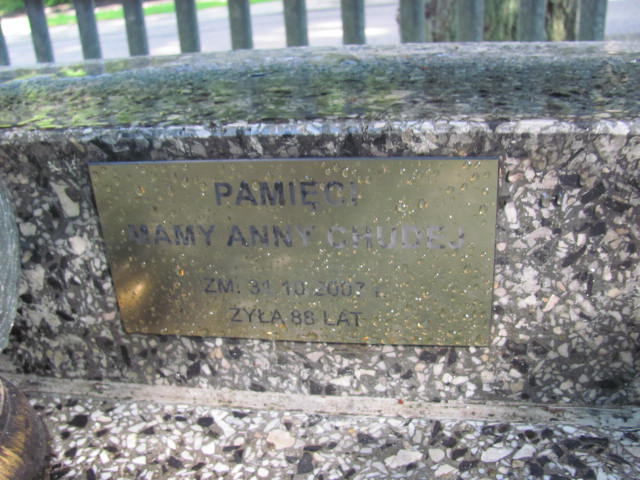 PAMIĘCI
MAMY ANNY CHUDEJ
ZM. 31.10.2007 r.
ŻYŁA 88 LAT